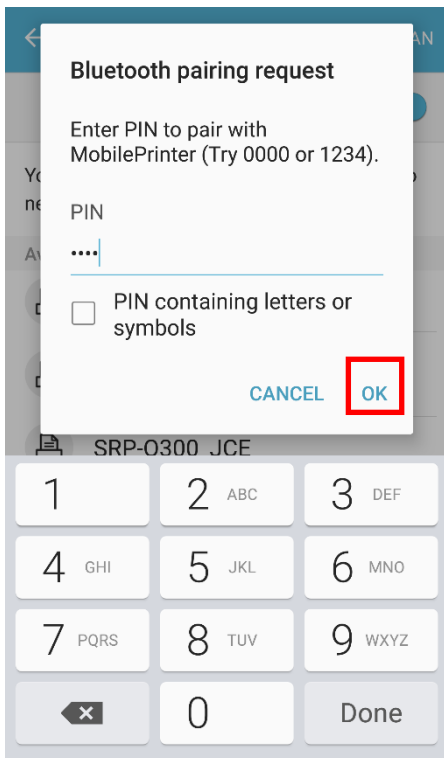 AN
Bluetooth pairing request
Enter PIN to pair with
MobilePrinter (Try 0000 or 1234).
PIN
••••
PIN containing letters or
symbols
CANCEL OK
SRP-Q300_JCE
1 2 ABC 3 DEF
4 GHI 5 JKL 6 MNO
7 PQRS 8 TUV 9 WXYZ
0 Done